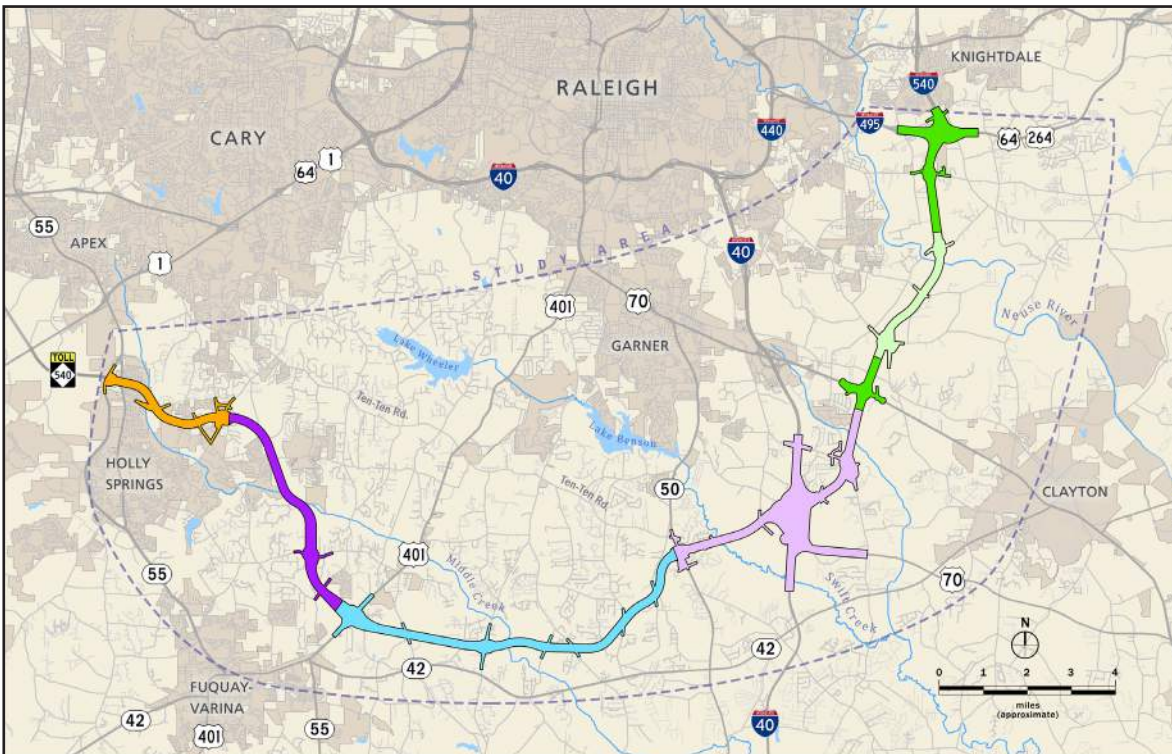 KNIGHTDALE
540
RALEIGH
440
495
64 264
CARY
1
64
40
55
APEX
1
STUDY AREA
40
401
70
Neuse River
TOLL
540
Lake Wheeler
GARNER
Ten-Ten Rd.
Lake Benson
HOLLY
SPRINGS
Ten-Ten Rd.
50
CLAYTON
401
55
Middle Creek
Swift Creek
70
N
42
42
0 1 2 3 4
miles
(approximate)
FUQUAY-
VARINA
42
401
55
40